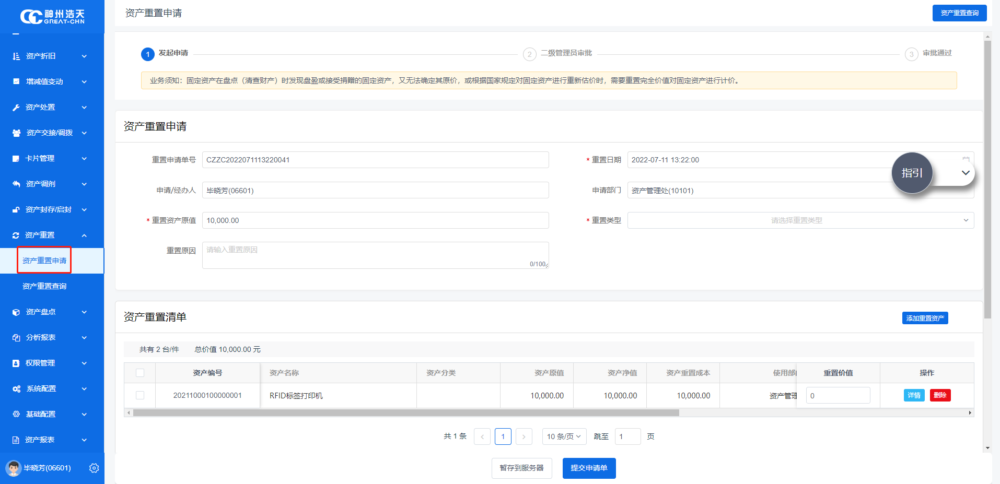 神州浩天
GREAT-CHN
资产折旧
增减值变动
资产处置
资产交接/调拨
卡片管理
资产调剂
资产封存/启封
资产重置
资产重置申请
资产重置查询
资产盘点
分析报表
权限管理
系统配置
基础配置
资产报表
毕晓芳(06601)
资产重置申请
资产重置查询
1 发起申请
2 二级管理员审批
3 审批通过
业务须知：固定资产在盘点（清查财产）时发现盘盈或接受捐赠的固定资产，又无法确定其原价，或根据国家规定对固定资产进行重新估价时，需要重置完全价值对固定资产进行计价。
资产重置申请
重置申请单号 CZZC2022071113220041
* 重置日期 2022-07-11 13:22:00
指引
申请/经办人 毕晓芳(06601)
申请部门 资产管理处(10101)
* 重置资产原值 10,000.00
* 重置类型 请选择重置类型
重置原因 请输入重置原因
0/100
资产重置清单
添加重置资产
共有 2 台/件 总价值 10,000.00 元
资产编号 资产名称 资产分类 资产原值 资产净值 资产重置成本 使用部 重置价值 操作
20211000100000001 RFID标签打印机 10,000.00 10,000.00 10,000.00 资产管理 0 详情 删除
共 1 条 < 1 > 10 条/页 跳至 1 页
暂存到服务器 提交申请单